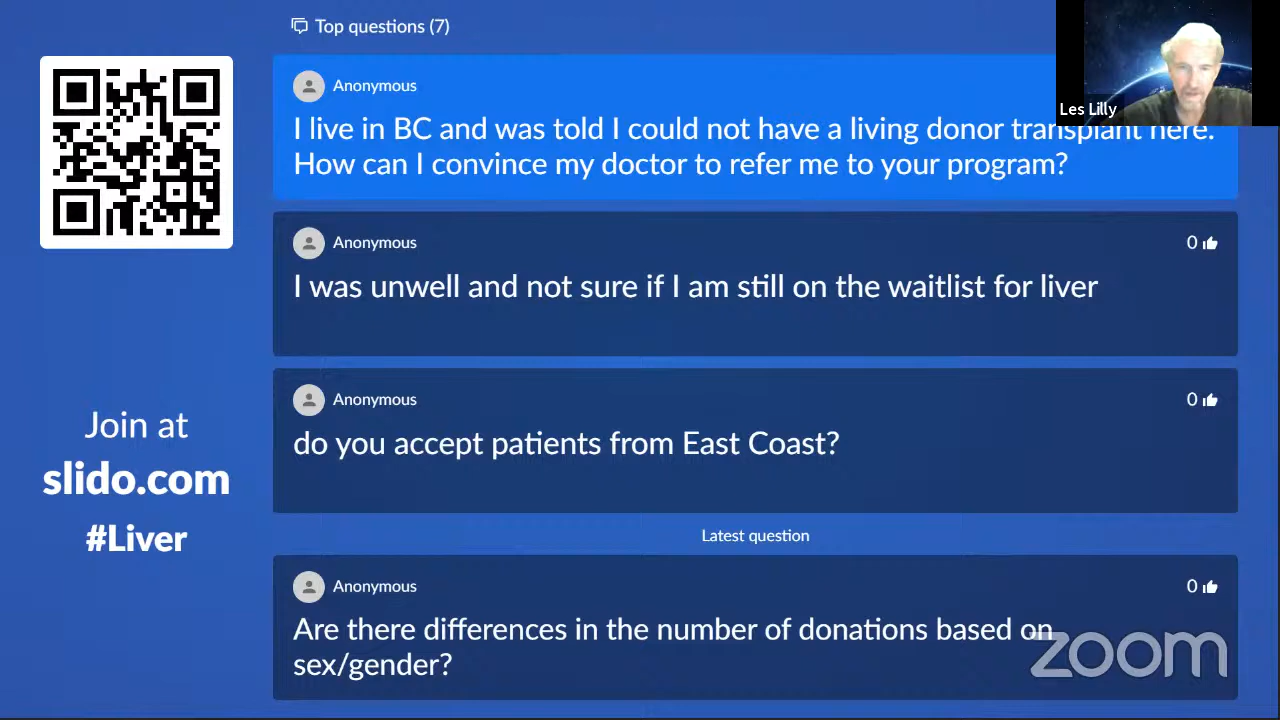 Top questions (7)
Les Lilly
Anonymous
I live in BC and was told I could not have a living donor transplant here.
How can I convince my doctor to refer me to your program?
Anonymous
0
I was unwell and not sure if I am still on the waitlist for liver
Anonymous
0
do you accept patients from East Coast?
Join at
slido.com
#Liver
Latest question
Anonymous
0
Are there differences in the number of donations based on
sex/gender?
zoom